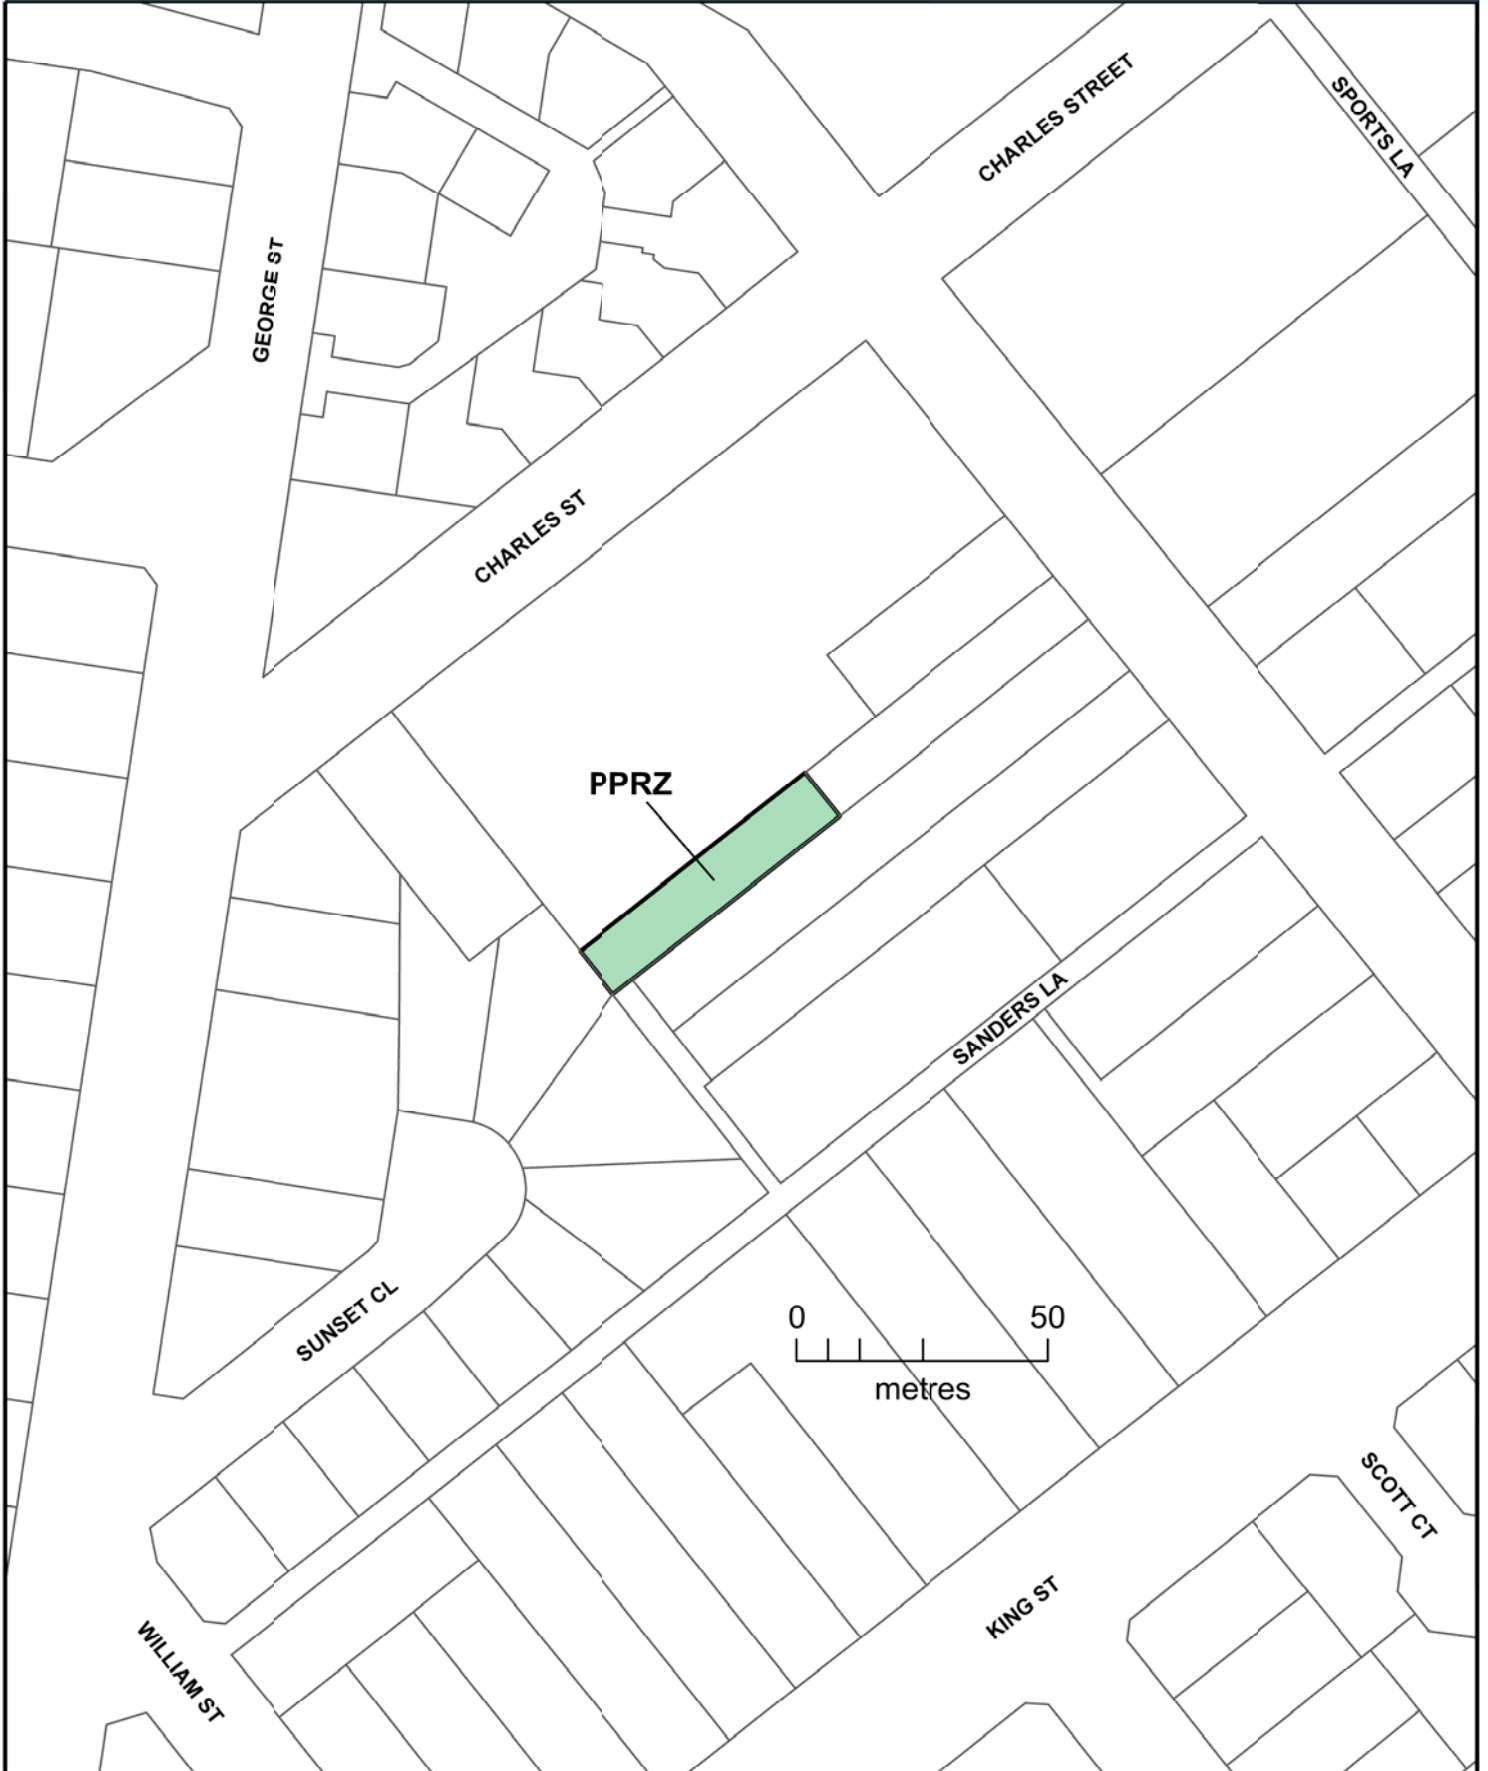 CHARLES STREET
SPORTS LA
GEORGE ST
CHARLES ST
PPRZ
SANDERS LA
SUNSET CL
0 50
metres
SCOTT CT
KING ST
WILLIAM ST